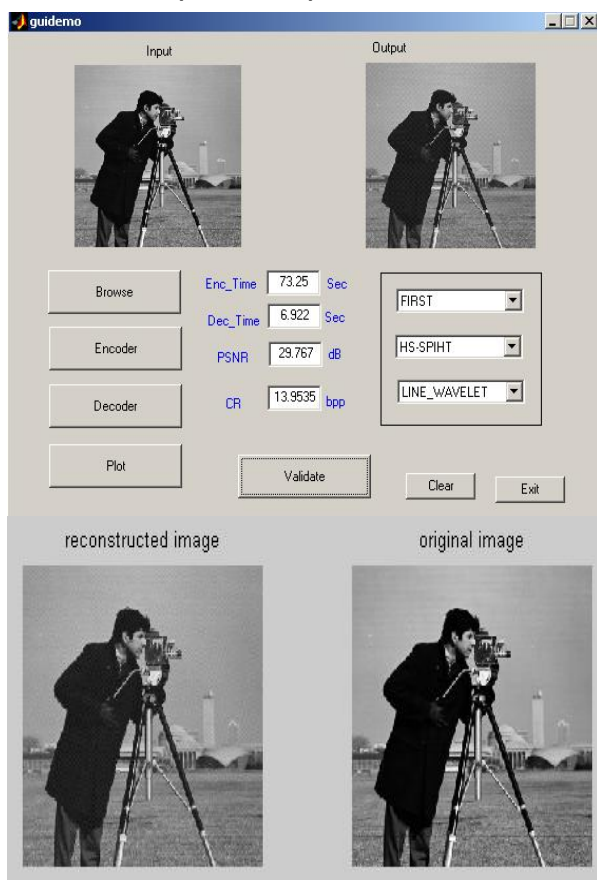 guidemo
Input Output
Browse
Enc_Time 73.25 Sec
FIRST
Dec_Time 6.922 Sec
Encoder
PSNR 29.767 dB
HS-SPIHT
Decoder
CR 13.9535 bpp
LINE_WAVELET
Plot
Validate
Clear
Exit
reconstructed image original image